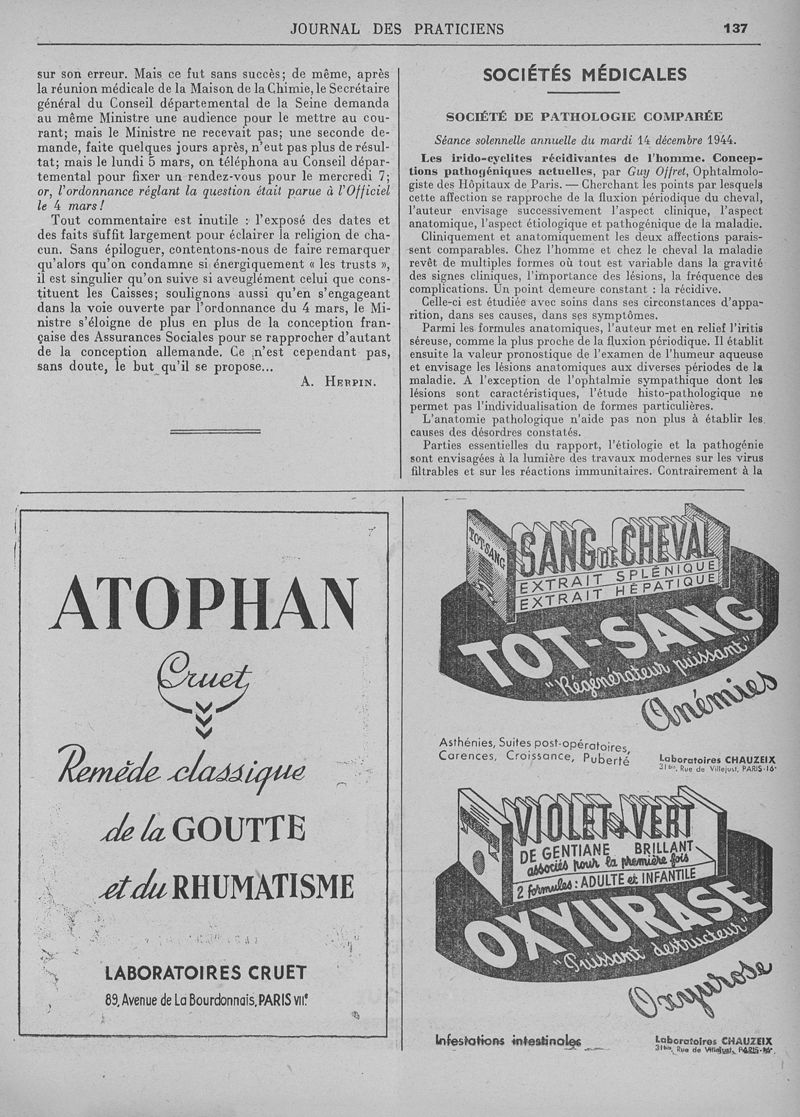 JOURNAL DES PRATICIENS 137
sur son erreur. Mais ce fut sans succès; de même, après
la réunion médicale de la Maison de la Chimie, le Secrétaire
général du Conseil départemental de la Seine demanda
au même Ministre une audience pour le mettre au cou-
rant; mais le Ministre ne recevait pas; une seconde de-
mande, faite quelques jours après, n'eut pas plus de résul-
tat; mais le lundi 5 mars, on téléphona au Conseil dépar-
temental pour fixer un rendez-vous pour le mercredi 7;
or, l'ordonnance réglant la question était parue à l'Officiel
le 4 mars!
Tout commentaire est inutile : l'exposé des dates et
des faits suffit largement pour éclairer la religion de cha-
cun. Sans épiloguer, contentons-nous de faire remarquer
qu'alors qu'on condamne si énergiquement « les trusts »,
il est singulier qu'on suive si aveuglément celui que cons-
tituent les Caisses; soulignons aussi qu'en s'engageant
dans la voie ouverte par l'ordonnance du 4 mars, le Mi-
nistre s'éloigne de plus en plus de la conception fran-
çaise des Assurances Sociales pour se rapprocher d'autant
de la conception allemande. Ce n'est cependant pas,
sans doute, le but qu'il se propose...
A. HERPIN.
SOCIÉTÉS MÉDICALES
SOCIÉTÉ DE PATHOLOGIE COMPARÉE
Séance solennelle annuelle du mardi 14 décembre 1944.
Les irido-cyclites récidivantes de l'homme. Concep-
tions pathogéniques actuelles, par Guy Offret, Ophtalmolo-
giste des Hôpitaux de Paris. — Cherchant les points par lesquels
cette affection se rapproche de la fluxion périodique du cheval,
l'auteur envisage successivement l'aspect clinique, l'aspect
anatomique, l'aspect étiologique et pathogénique de la maladie.
Cliniquement et anatomiquement les deux affections parais-
sent comparables. Chez l'homme et chez le cheval la maladie
revêt de multiples formes où tout est variable dans la gravité
des signes cliniques, l'importance des lésions, la fréquence des
complications. Un point demeure constant : la récidive.
Celle-ci est étudiée avec soins dans ses circonstances d'appa-
rition, dans ses causes, dans ses symptômes.
Parmi les formules anatomiques, l'auteur met en relief l'iritis
séreuse, comme la plus proche de la fluxion périodique. Il établit
ensuite la valeur pronostique de l'examen de l'humeur aqueuse
et envisage les lésions anatomiques aux diverses périodes de la
maladie. A l'exception de l'ophtalmie sympathique dont les
lésions sont caractéristiques, l'étude histo-pathologique ne
permet pas l'individualisation de formes particulières.
L'anatomie pathologique n'aide pas non plus à établir les
causes des désordres constatés.
Parties essentielles du rapport, l'étiologie et la pathogénie
sont envisagées à la lumière des travaux modernes sur les virus
filtrables et sur les réactions immunitaires. Contrairement à la
ATOPHAN
Cruet
Remède classique
de la GOUTTE
et du RHUMATISME
LABORATOIRES CRUET
89, Avenue de La Bourdonnais, PARIS VIIe
TOT-SANG
SANG DE CHEVAL
EXTRAIT SPLÉNIQUE
EXTRAIT HÉPATIQUE
TOT-SANG
"Régénérateur puissant"
Anémies
Asthénies, Suites post-opératoires,
Carences, Croissance, Puberté
Laboratoires CHAUZEIX
31bis, Rue de Villejust, PARIS-16e
VIOLET & VERT
DE GENTIANE BRILLANT
associés pour la première fois
2 formules : ADULTE et INFANTILE
OXYURASE
"Puissant destructeur"
Oxyurose
Infestations intestinales
Laboratoires CHAUZEIX
31bis, Rue de Villejust, PARIS-16e